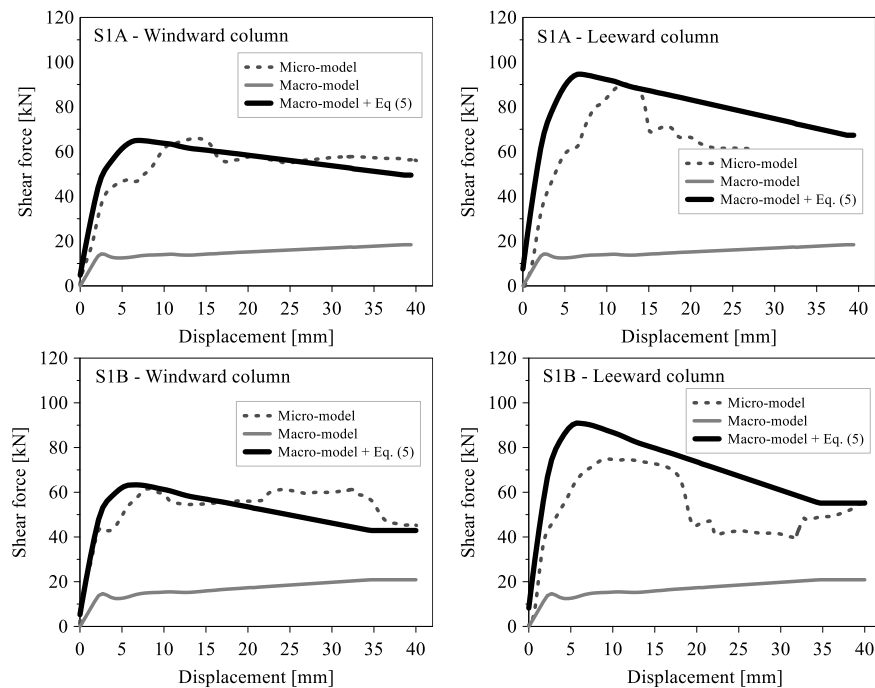 S1A - Windward column
Micro-model
Macro-model
Macro-model + Eq (5)
Shear force [kN]
120
100
80
60
40
20
0
0 5 10 15 20 25 30 35 40
Displacement [mm]
S1A - Leeward column
Micro-model
Macro-model
Macro-model + Eq. (5)
Shear force [kN]
120
100
80
60
40
20
0
0 5 10 15 20 25 30 35 40
Displacement [mm]
S1B - Windward column
Micro-model
Macro-model
Macro-model + Eq. (5)
Shear force [kN]
120
100
80
60
40
20
0
0 5 10 15 20 25 30 35 40
Displacement [mm]
S1B - Leeward column
Micro-model
Macro-model
Macro-model + Eq. (5)
Shear force [kN]
120
100
80
60
40
20
0
0 5 10 15 20 25 30 35 40
Displacement [mm]